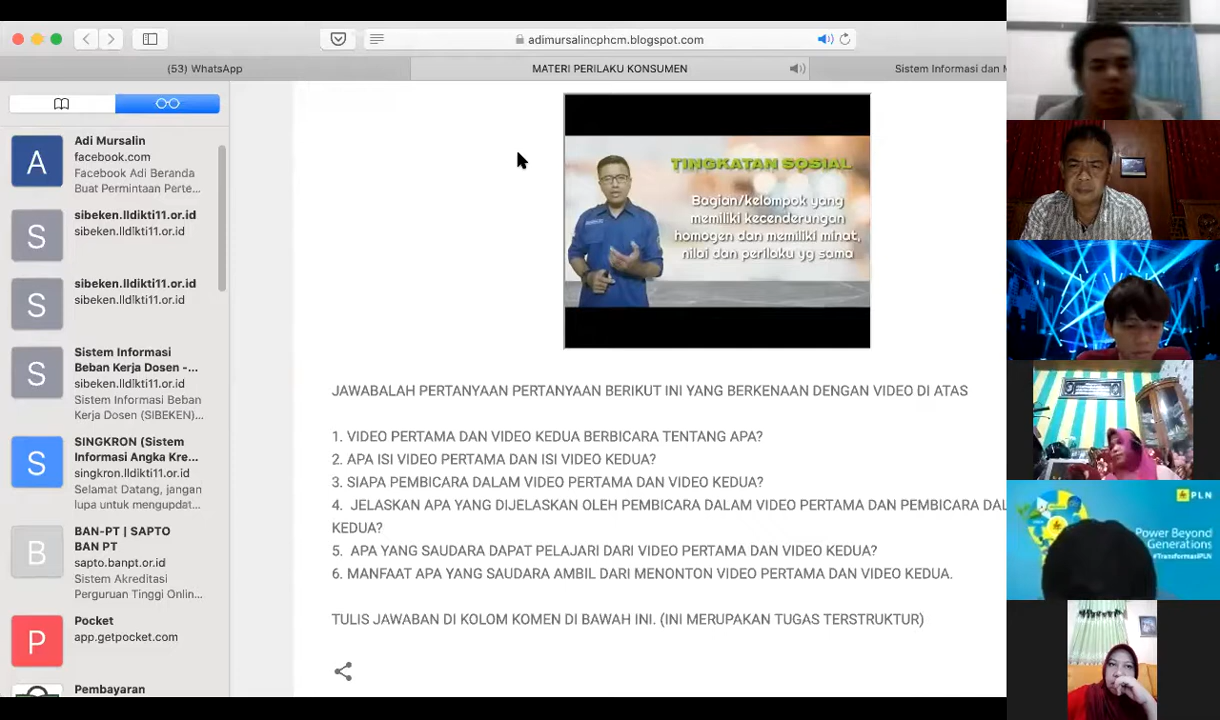 adimursalincphcm.blogspot.com
(53) WhatsApp
MATERI PERILAKU KONSUMEN
Sistem Informasi dan
Adi Mursalin
facebook.com
Facebook Adi Beranda
Buat Permintaan Perte...
sibeken.lldikti11.or.id
sibeken.lldikti11.or.id
sibeken.lldikti11.or.id
sibeken.lldikti11.or.id
Sistem Informasi
Beban Kerja Dosen -...
sibeken.lldikti11.or.id
Sistem Informasi Beban
Kerja Dosen (SIBEKEN)...
SINGKRON (Sistem
Informasi Angka Kre...
singkron.lldikti11.or.id
Selamat Datang, jangan
lupa untuk mengupdat...
BAN-PT | SAPTO
BAN PT
sapto.banpt.or.id
Sistem Akreditasi
Perguruan Tinggi Onlin...
Pocket
app.getpocket.com
Pembayaran
A
S
S
S
S
B
P
TINGKATAN SOSIAL
Bagian/kelompok yang
memiliki kecenderungan
homogen dan memiliki minat,
nilai dan perilaku yg sama
JAWABALAH PERTANYAAN PERTANYAAN BERIKUT INI YANG BERKENAAN DENGAN VIDEO DI ATAS
1. VIDEO PERTAMA DAN VIDEO KEDUA BERBICARA TENTANG APA?
2. APA ISI VIDEO PERTAMA DAN ISI VIDEO KEDUA?
3. SIAPA PEMBICARA DALAM VIDEO PERTAMA DAN VIDEO KEDUA?
4. JELASKAN APA YANG DIJELASKAN OLEH PEMBICARA DALAM VIDEO PERTAMA DAN PEMBICARA DAL
KEDUA?
5. APA YANG SAUDARA DAPAT PELAJARI DARI VIDEO PERTAMA DAN VIDEO KEDUA?
6. MANFAAT APA YANG SAUDARA AMBIL DARI MENONTON VIDEO PERTAMA DAN VIDEO KEDUA.
TULIS JAWABAN DI KOLOM KOMEN DI BAWAH INI. (INI MERUPAKAN TUGAS TERSTRUKTUR)
PLN
Power Beyond
Generations
#TransformasiPLN